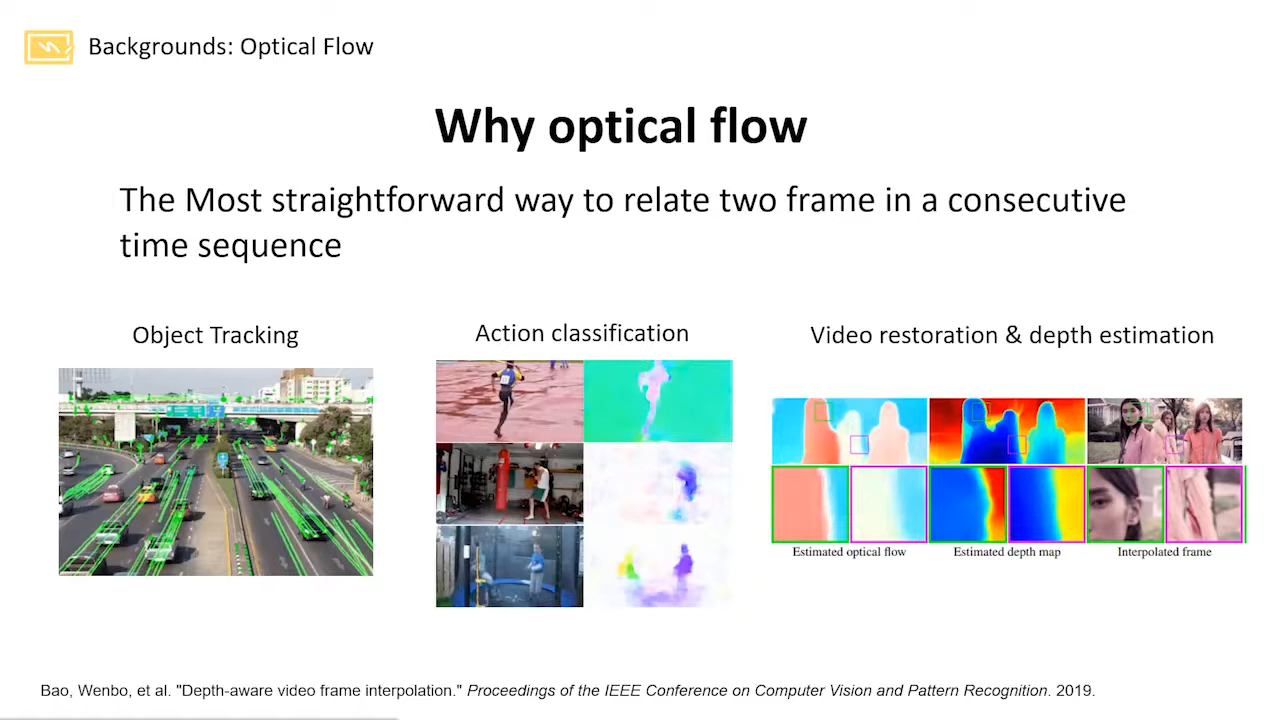 Backgrounds: Optical Flow
Why optical flow
The Most straightforward way to relate two frame in a consecutive
time sequence
Object Tracking
Action classification
Video restoration & depth estimation
Estimated optical flow
Estimated depth map
Interpolated frame
Bao, Wenbo, et al. "Depth-aware video frame interpolation." Proceedings of the IEEE Conference on Computer Vision and Pattern Recognition. 2019.